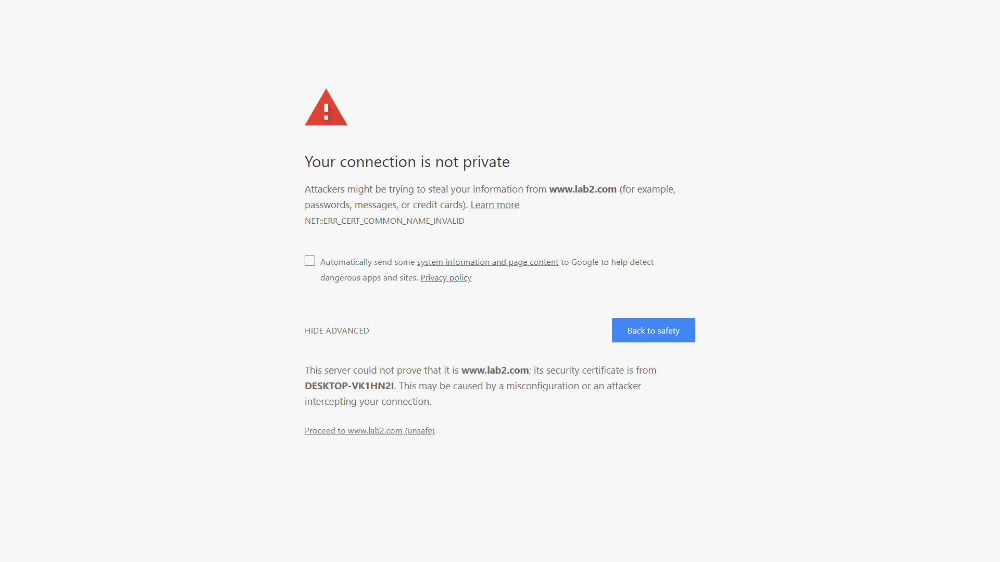 Your connection is not private
Attackers might be trying to steal your information from www.lab2.com (for example,
passwords, messages, or credit cards). Learn more
NET::ERR_CERT_COMMON_NAME_INVALID
Automatically send some system information and page content to Google to help detect
dangerous apps and sites. Privacy policy
HIDE ADVANCED
Back to safety
This server could not prove that it is www.lab2.com; its security certificate is from
DESKTOP-VK1HN2I. This may be caused by a misconfiguration or an attacker
intercepting your connection.
Proceed to www.lab2.com (unsafe)